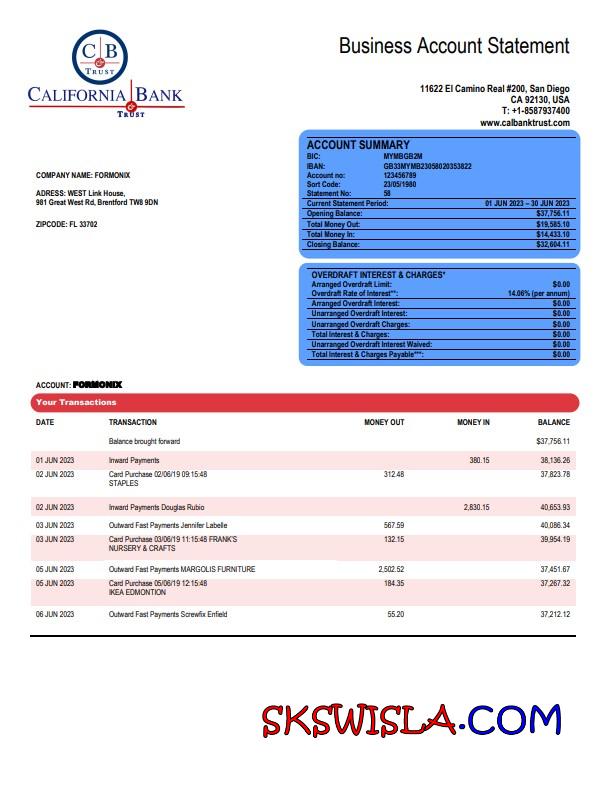 C B
TRUST
CALIFORNIA BANK
&
TRUST
Business Account Statement
11622 El Camino Real #200, San Diego
CA 92130, USA
T: +1-8587937400
www.calbanktrust.com
COMPANY NAME: FORMONIX
ADRESS: WEST Link House,
981 Great West Rd, Brentford TW8 9DN
ZIPCODE: FL 33702
ACCOUNT SUMMARY
BIC: MYMBGB2M
IBAN: GB33MYMB23058020353822
Account no: 123456789
Sort Code: 23/05/1980
Statement No: 58
Current Statement Period: 01 JUN 2023 – 30 JUN 2023
Opening Balance: $37,756.11
Total Money Out: $19,585.10
Total Money In: $14,433.10
Closing Balance: $32,604.11
OVERDRAFT INTEREST & CHARGES*
Arranged Overdraft Limit: $0.00
Overdraft Rate of Interest**: 14.06% (per annum)
Arranged Overdraft Interest: $0.00
Unarranged Overdraft Interest: $0.00
Unarranged Overdraft Charges: $0.00
Total Interest & Charges: $0.00
Unarranged Overdraft Interest Waived: $0.00
Total Interest & Charges Payable***: $0.00
ACCOUNT: FORMONIX
Your Transactions
DATE TRANSACTION MONEY OUT MONEY IN BALANCE
Balance brought forward $37,756.11
01 JUN 2023 Inward Payments 380.15 38,136.26
02 JUN 2023 Card Purchase 02/06/19 09:15:48 312.48 37,823.78
STAPLES
02 JUN 2023 Inward Payments Douglas Rubio 2,830.15 40,653.93
03 JUN 2023 Outward Fast Payments Jennifer Labelle 567.59 40,086.34
03 JUN 2023 Card Purchase 03/06/19 11:15:48 FRANK'S 132.15 39,954.19
NURSERY & CRAFTS
05 JUN 2023 Outward Fast Payments MARGOLIS FURNITURE 2,502.52 37,451.67
05 JUN 2023 Card Purchase 05/06/19 12:15:48 184.35 37,267.32
IKEA EDMONTION
06 JUN 2023 Outward Fast Payments Screwfix Enfield 55.20 37,212.12
SKSWISLA.COM